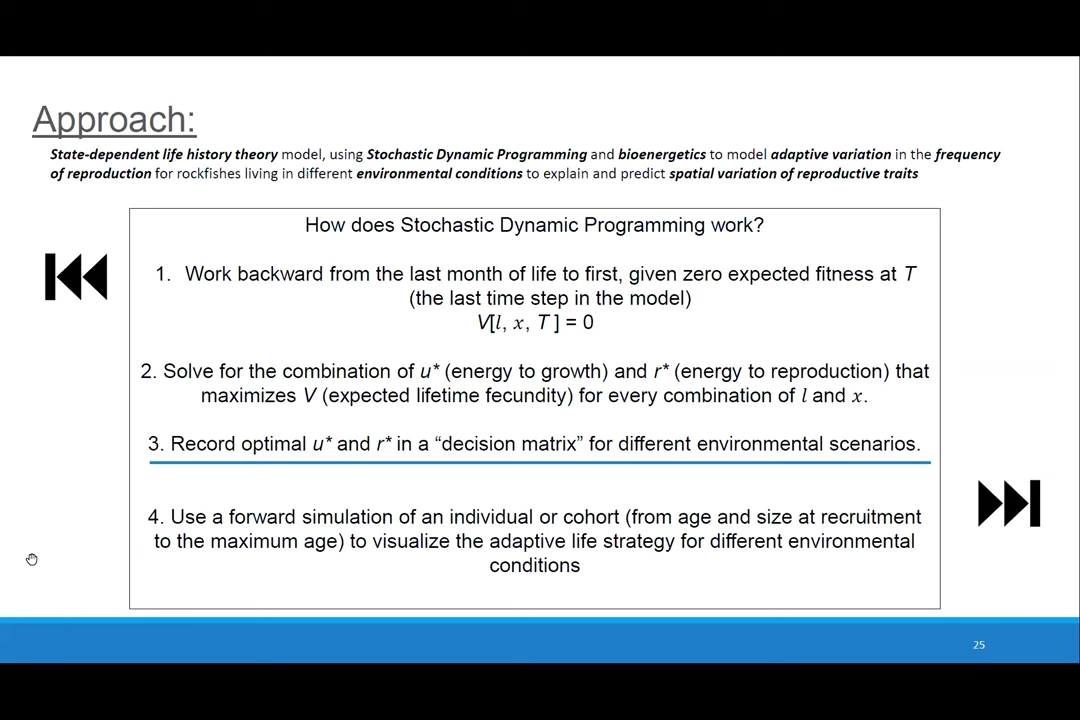 Approach:
State-dependent life history theory model, using Stochastic Dynamic Programming and bioenergetics to model adaptive variation in the frequency
of reproduction for rockfishes living in different environmental conditions to explain and predict spatial variation of reproductive traits
How does Stochastic Dynamic Programming work?
1. Work backward from the last month of life to first, given zero expected fitness at T
(the last time step in the model)
V[l, x, T ] = 0
2. Solve for the combination of u* (energy to growth) and r* (energy to reproduction) that
maximizes V (expected lifetime fecundity) for every combination of l and x.
3. Record optimal u* and r* in a “decision matrix” for different environmental scenarios.
4. Use a forward simulation of an individual or cohort (from age and size at recruitment
to the maximum age) to visualize the adaptive life strategy for different environmental
conditions
25